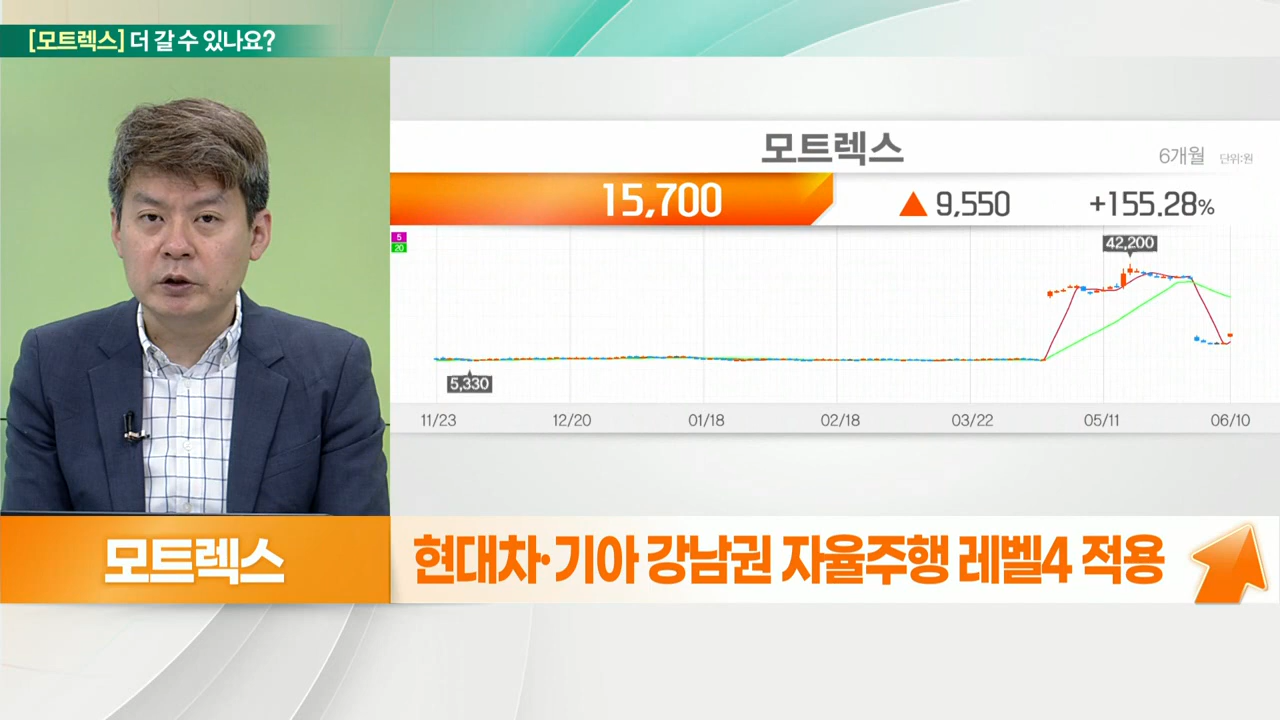 [모트렉스] 더 갈 수 있나요?
모트렉스
6개월 단위:원
15,700 ▲ 9,550 +155.28%
5
20
42,200
5,330
11/23 12/20 01/18 02/18 03/22 05/11 06/10
모트렉스
현대차·기아 강남권 자율주행 레벨4 적용